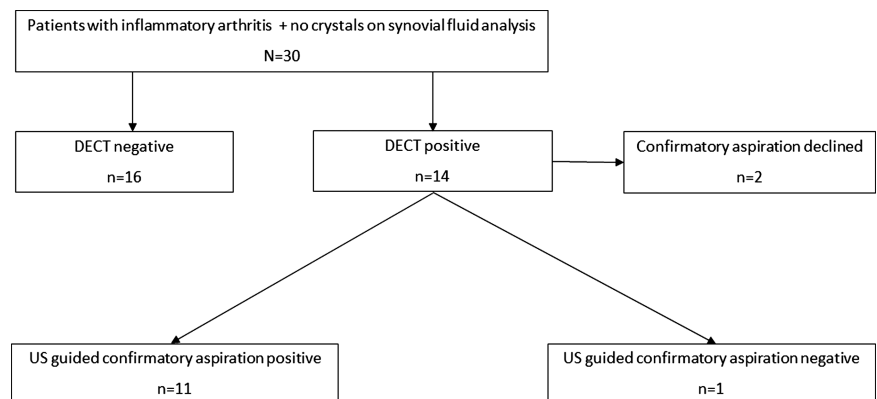 Patients with inflammatory arthritis + no crystals on synovial fluid analysis
N=30
DECT negative
n=16
DECT positive
n=14
Confirmatory aspiration declined
n=2
US guided confirmatory aspiration positive
n=11
US guided confirmatory aspiration negative
n=1